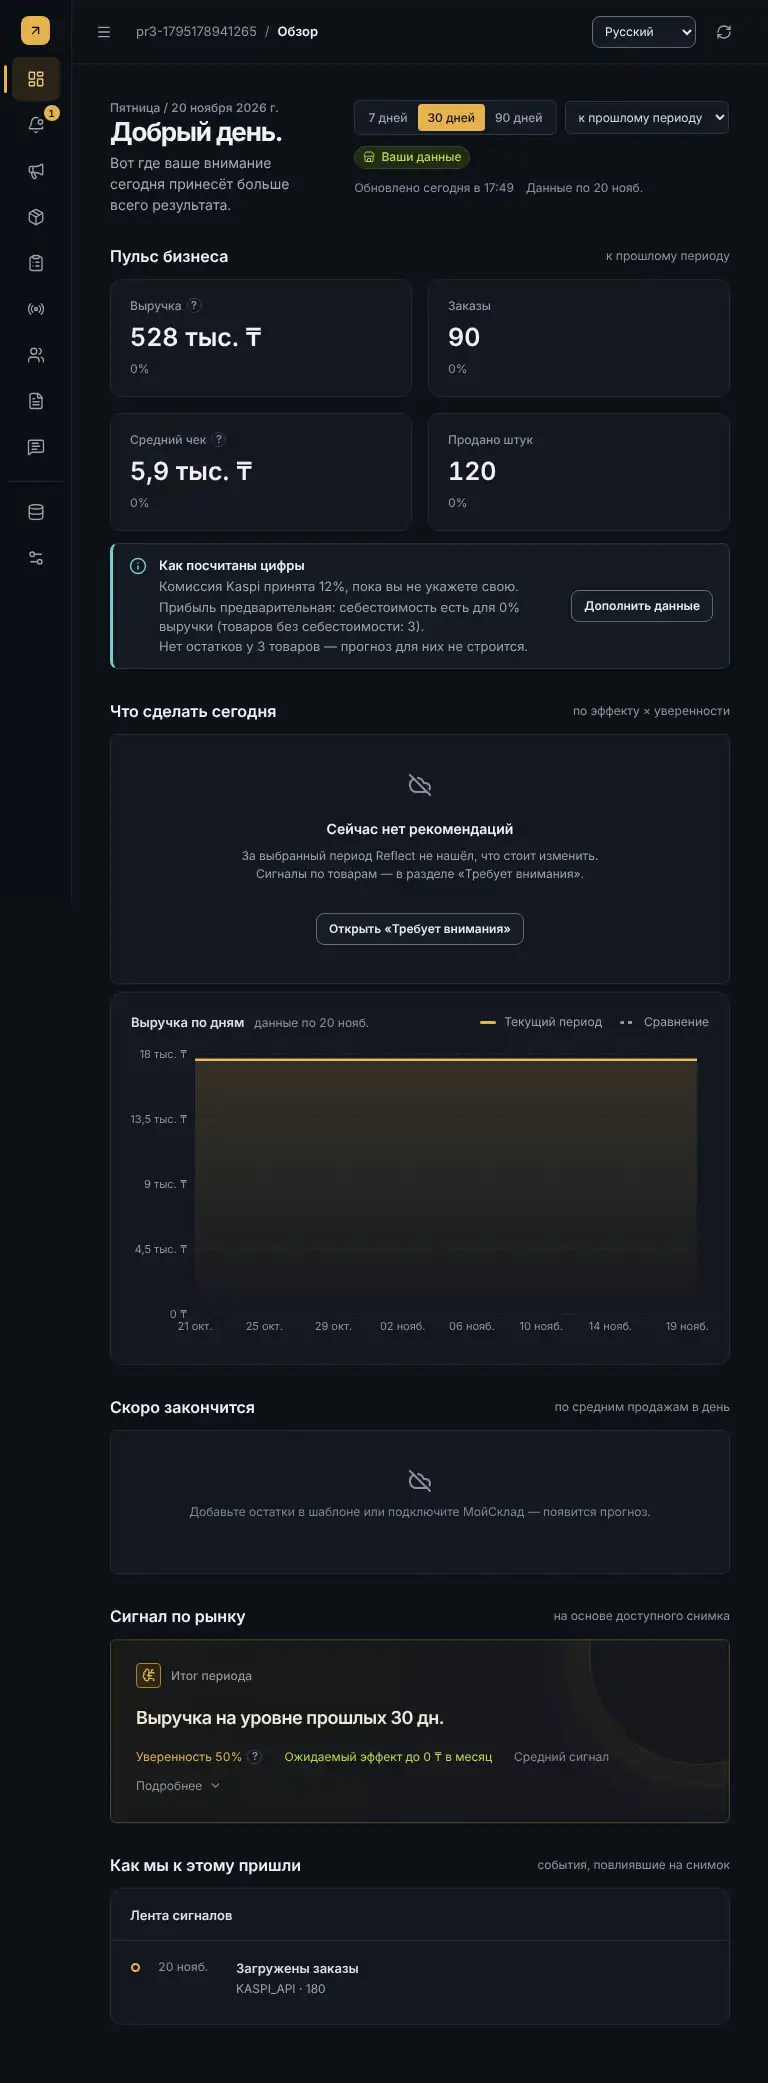 pr3-1795178941265 / Обзор
Русский
1
Пятница / 20 ноября 2026 г.
Добрый день.
Вот где ваше внимание
сегодня принесёт больше
всего результата.
7 дней 30 дней 90 дней
к прошлому периоду
Ваши данные
Обновлено сегодня в 17:49 Данные по 20 нояб.
Пульс бизнеса
к прошлому периоду
Выручка ?
528 тыс. ₸
0%
Заказы
90
0%
Средний чек ?
5,9 тыс. ₸
0%
Продано штук
120
0%
Как посчитаны цифры
Комиссия Kaspi принята 12%, пока вы не укажете свою.
Прибыль предварительная: себестоимость есть для 0%
выручки (товаров без себестоимости: 3).
Нет остатков у 3 товаров — прогноз для них не строится.
Дополнить данные
Что сделать сегодня
по эффекту × уверенности
Сейчас нет рекомендаций
За выбранный период Reflect не нашёл, что стоит изменить.
Сигналы по товарам — в разделе «Требует внимания».
Открыть «Требует внимания»
Выручка по дням данные по 20 нояб.
Текущий период Сравнение
18 тыс. ₸
13,5 тыс. ₸
9 тыс. ₸
4,5 тыс. ₸
0 ₸
21 окт. 25 окт. 29 окт. 02 нояб. 06 нояб. 10 нояб. 14 нояб. 19 нояб.
Скоро закончится
по средним продажам в день
Добавьте остатки в шаблоне или подключите МойСклад — появится прогноз.
Сигнал по рынку
на основе доступного снимка
Итог периода
Выручка на уровне прошлых 30 дн.
Уверенность 50% ? Ожидаемый эффект до 0 ₸ в месяц Средний сигнал
Подробнее
Как мы к этому пришли
события, повлиявшие на снимок
Лента сигналов
20 нояб. Загружены заказы
KASPI_API · 180